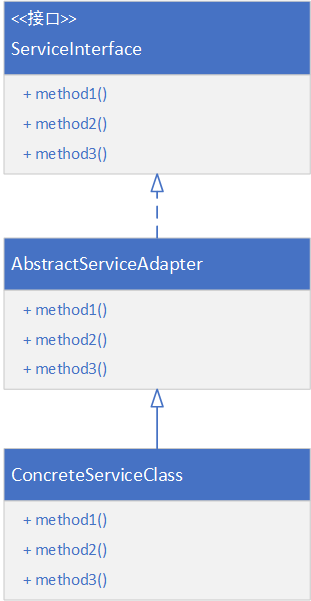 <<接口>>
ServiceInterface
+ method1()
+ method2()
+ method3()
AbstractServiceAdapter
+ method1()
+ method2()
+ method3()
ConcreteServiceClass
+ method1()
+ method2()
+ method3()